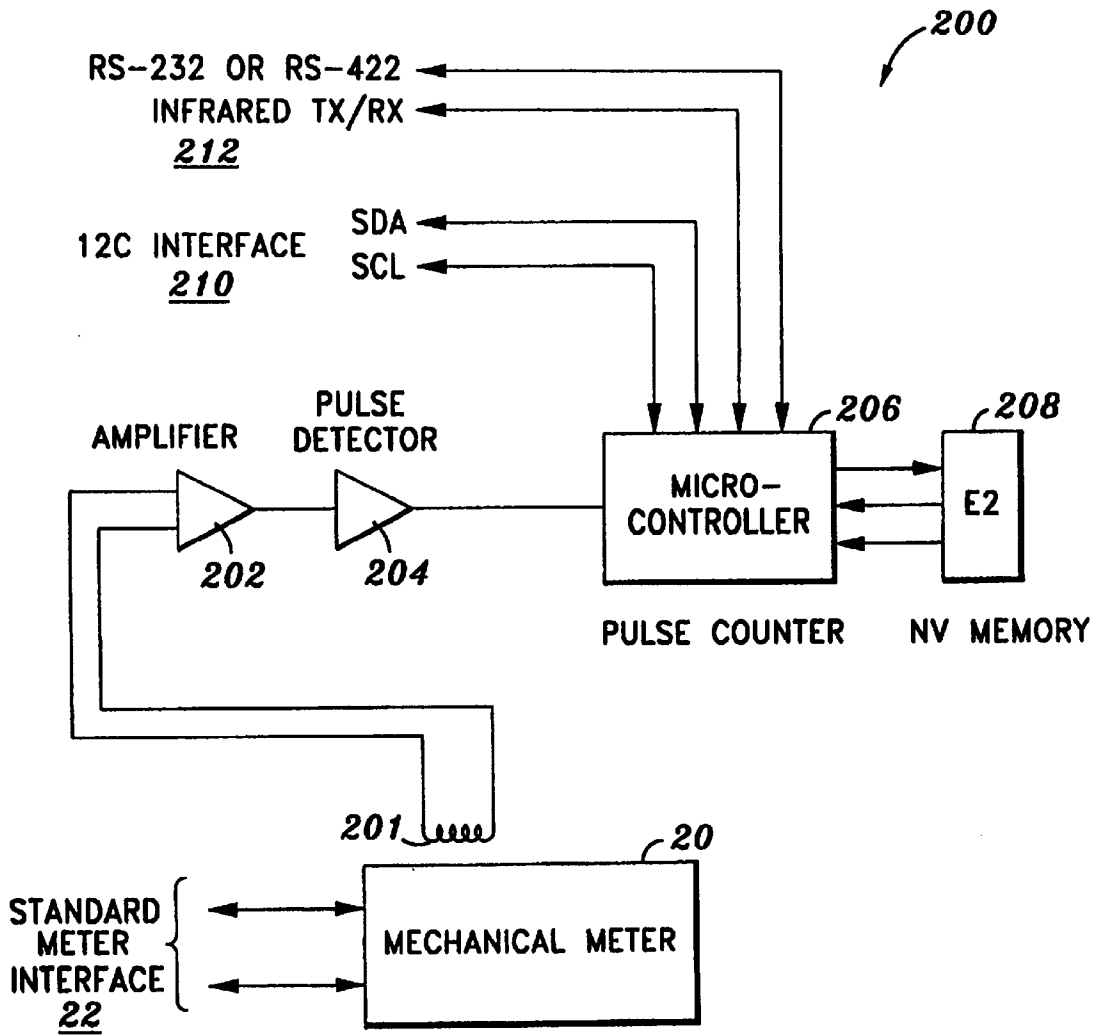 200
RS-232 OR RS-422
INFRARED TX/RX
212
SDA
12C INTERFACE
SCL
210
PULSE
DETECTOR
AMPLIFIER
206
208
MICRO-
CONTROLLER
E2
202
204
PULSE COUNTER
NV MEMORY
201
20
STANDARD
METER
INTERFACE
22
MECHANICAL METER